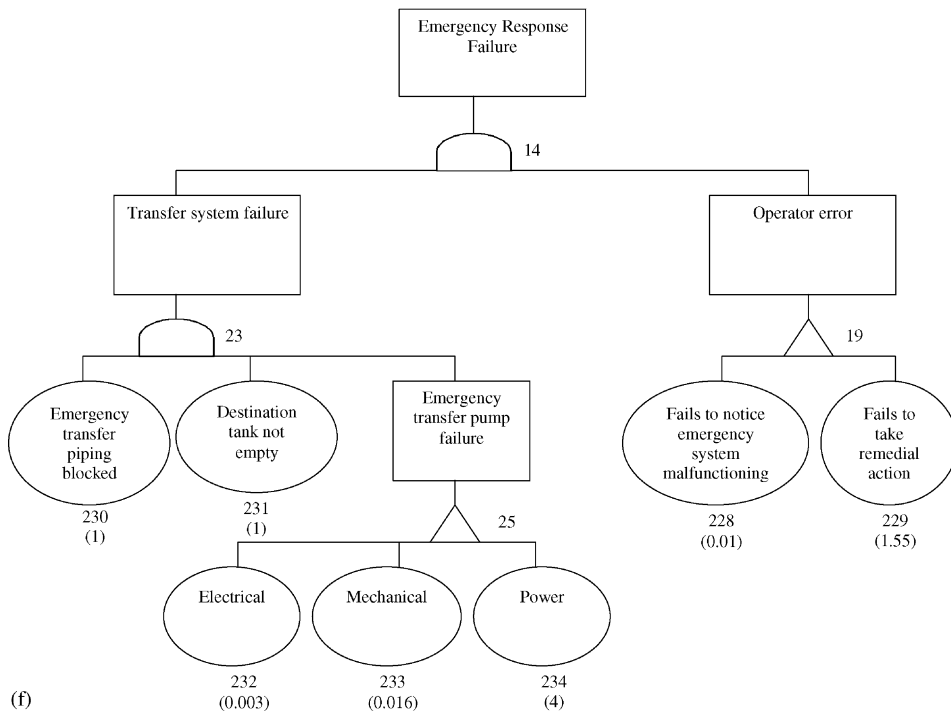 Emergency Response
Failure
14
Transfer system failure
Operator error
23
19
Emergency
transfer
piping
blocked
230
(1)
Destination
tank not
empty
231
(1)
Emergency
transfer pump
failure
Fails to notice
emergency
system
malfunctioning
228
(0.01)
Fails to
take
remedial
action
229
(1.55)
25
Electrical
232
(0.003)
Mechanical
233
(0.016)
Power
234
(4)
(f)